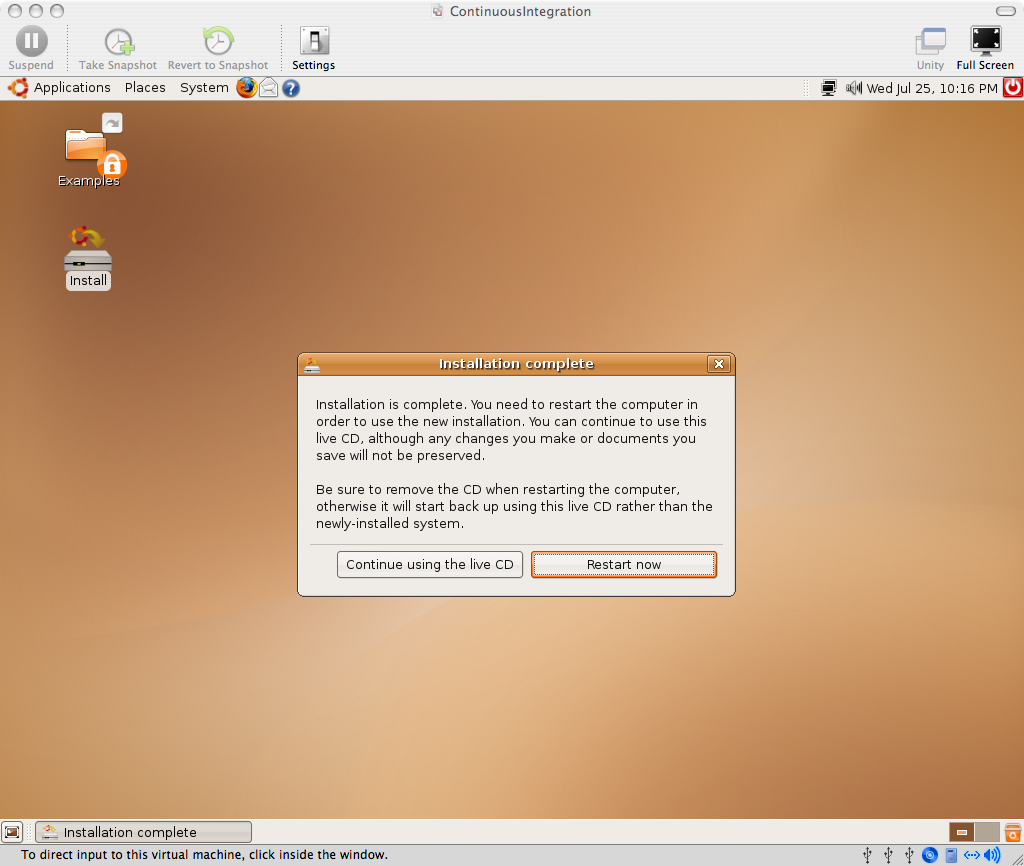 ContinuousIntegration
Suspend
Take Snapshot
Revert to Snapshot
Settings
Unity
Full Screen
Applications Places System
Wed Jul 25, 10:16 PM
Examples
Install
Installation complete
Installation is complete. You need to restart the computer in
order to use the new installation. You can continue to use this
live CD, although any changes you make or documents you
save will not be preserved.
Be sure to remove the CD when restarting the computer,
otherwise it will start back up using this live CD rather than the
newly-installed system.
Continue using the live CD
Restart now
Installation complete
To direct input to this virtual machine, click inside the window.